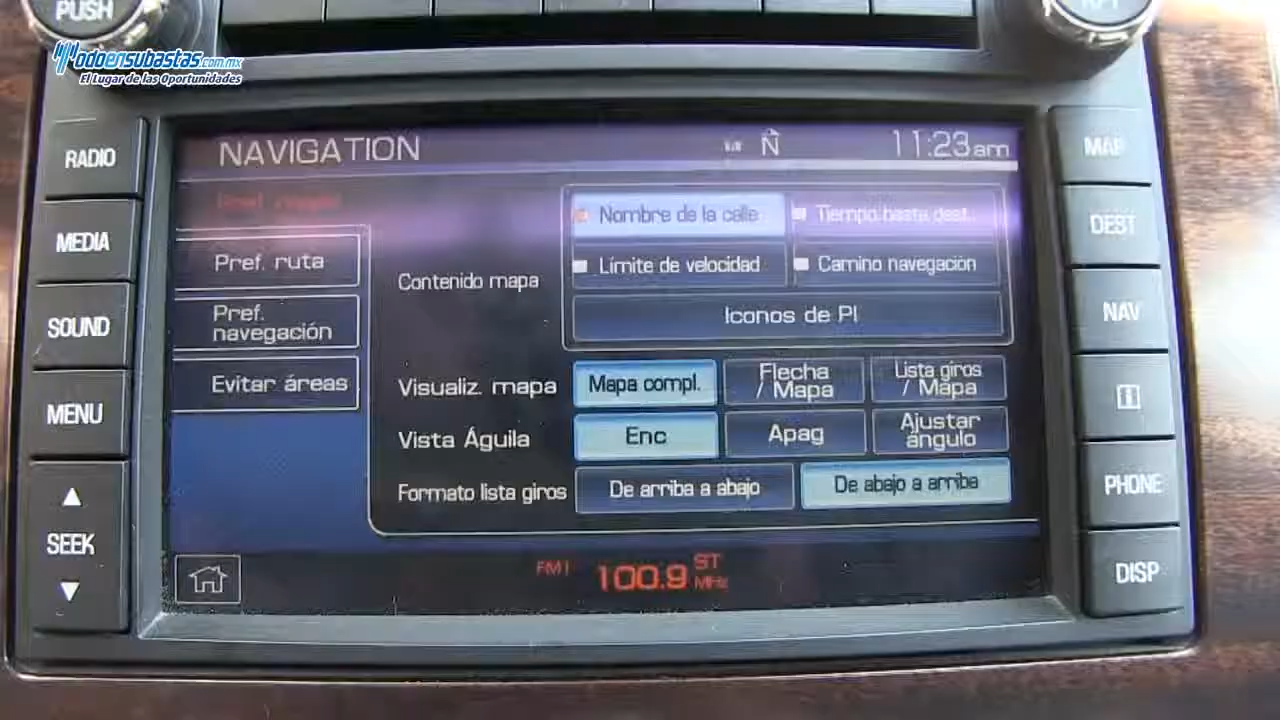 PUSH
Todoensubastas.com.mx
El Lugar de las Oportunidades
RADIO
MEDIA
SOUND
MENU
SEEK
NAVIGATION
N
11:23am
Pref. ruta
Pref.
navegación
Evitar áreas
Contenido mapa
Nombre de la calle
Tiempo hasta dest.
Límite de velocidad
Camino navegación
Iconos de PI
Visualiz. mapa
Mapa compl.
Flecha
/ Mapa
Lista giros
/ Mapa
Vista Águila
Enc
Apag
Ajustar
ángulo
Formato lista giros
De arriba a abajo
De abajo a arriba
FM1
100.9
ST
MHz
MAP
DEST
NAV
i
PHONE
DISP